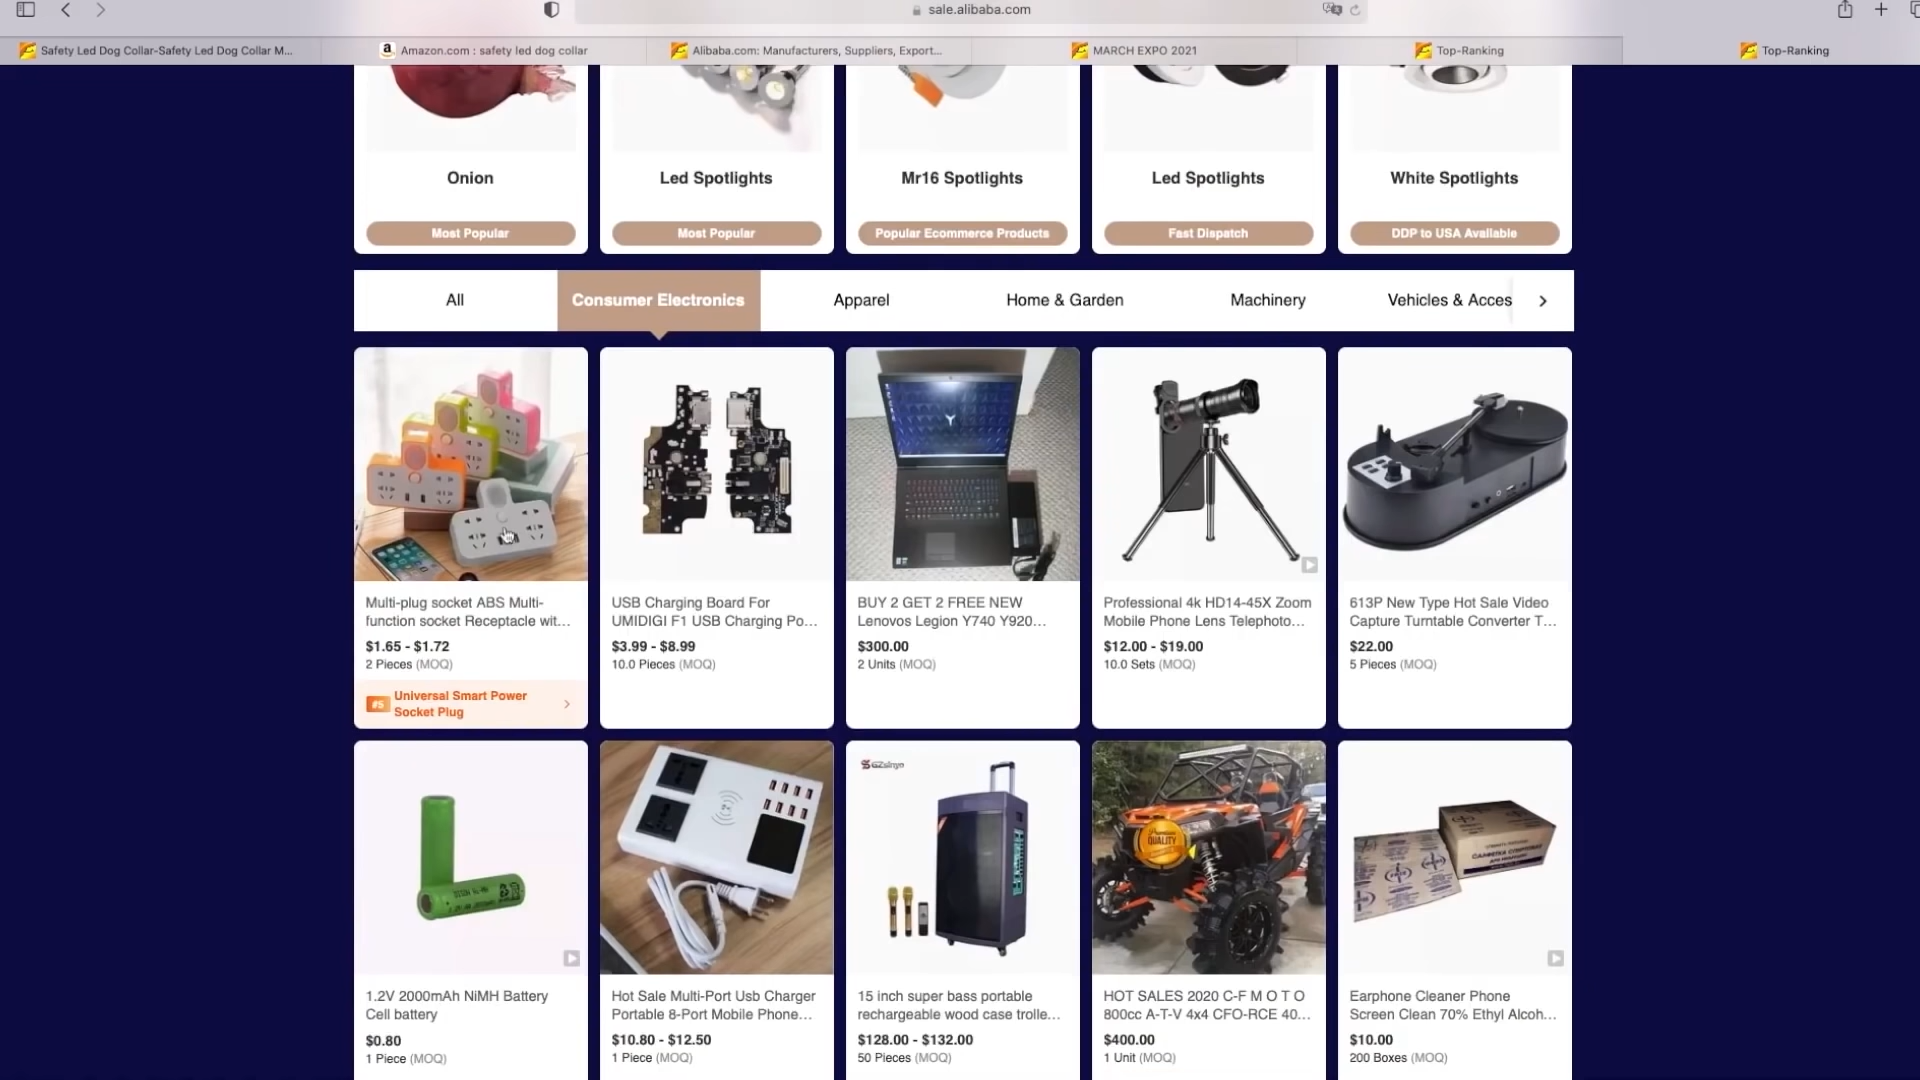 sale.alibaba.com
Safety Led Dog Collar-Safety Led Dog Collar M...
Amazon.com : safety led dog collar
Alibaba.com: Manufacturers, Suppliers, Export...
MARCH EXPO 2021
Top-Ranking
Top-Ranking
Onion
Led Spotlights
Mr16 Spotlights
Led Spotlights
White Spotlights
Most Popular
Most Popular
Popular Ecommerce Products
Fast Dispatch
DDP to USA Available
All
Consumer Electronics
Apparel
Home & Garden
Machinery
Vehicles & Acces
Multi-plug socket ABS Multi-
function socket Receptacle wit...
$1.65 - $1.72
2 Pieces (MOQ)
#5
Universal Smart Power
Socket Plug
USB Charging Board For
UMIDIGI F1 USB Charging Po...
$3.99 - $8.99
10.0 Pieces (MOQ)
BUY 2 GET 2 FREE NEW
Lenovos Legion Y740 Y920...
$300.00
2 Units (MOQ)
Professional 4k HD14-45X Zoom
Mobile Phone Lens Telephoto...
$12.00 - $19.00
10.0 Sets (MOQ)
613P New Type Hot Sale Video
Capture Turntable Converter T...
$22.00
5 Pieces (MOQ)
1.2V 2000mAh NiMH Battery
Cell battery
$0.80
1 Piece (MOQ)
Hot Sale Multi-Port Usb Charger
Portable 8-Port Mobile Phone...
$10.80 - $12.50
1 Piece (MOQ)
15 inch super bass portable
rechargeable wood case trolle...
$128.00 - $132.00
50 Pieces (MOQ)
QUALITY
HOT SALES 2020 C-F M O T O
800cc A-T-V 4x4 CFO-RCE 40...
$400.00
1 Unit (MOQ)
Earphone Cleaner Phone
Screen Clean 70% Ethyl Alcoh...
$10.00
200 Boxes (MOQ)